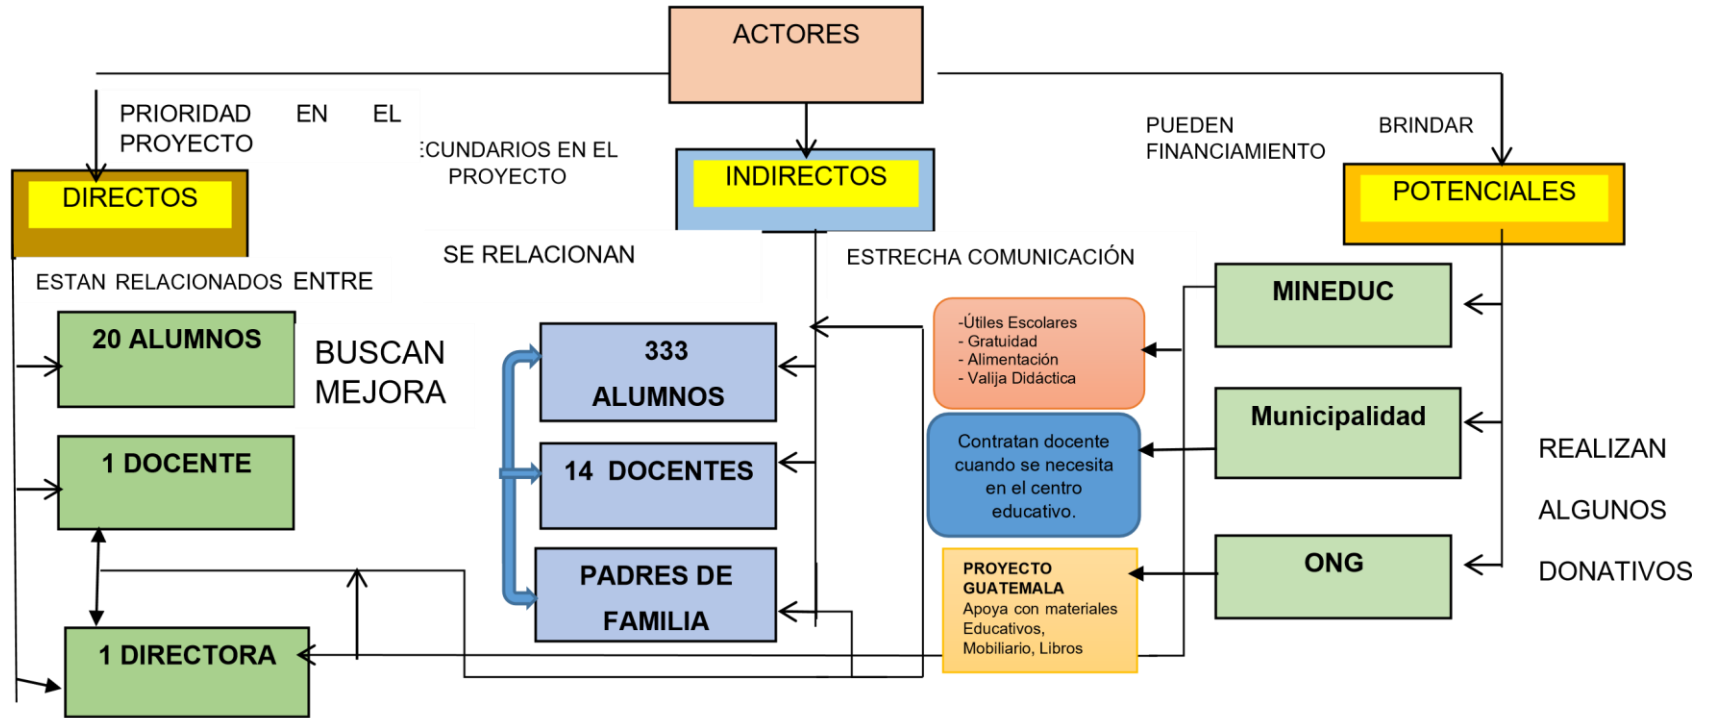 ACTORES
PRIORIDAD EN EL
PROYECTO
ECUNDARIOS EN EL
PROYECTO
PUEDEN BRINDAR
FINANCIAMIENTO
DIRECTOS
INDIRECTOS
POTENCIALES
ESTAN RELACIONADOS ENTRE
SE RELACIONAN
ESTRECHA COMUNICACIÓN
20 ALUMNOS
BUSCAN
MEJORA
1 DOCENTE
1 DIRECTORA
333
ALUMNOS
14 DOCENTES
PADRES DE
FAMILIA
-Útiles Escolares
- Gratuidad
- Alimentación
- Valija Didáctica
Contratan docente
cuando se necesita
en el centro
educativo.
PROYECTO
GUATEMALA
Apoya con materiales
Educativos,
Mobiliario, Libros
MINEDUC
Municipalidad
ONG
REALIZAN
ALGUNOS
DONATIVOS